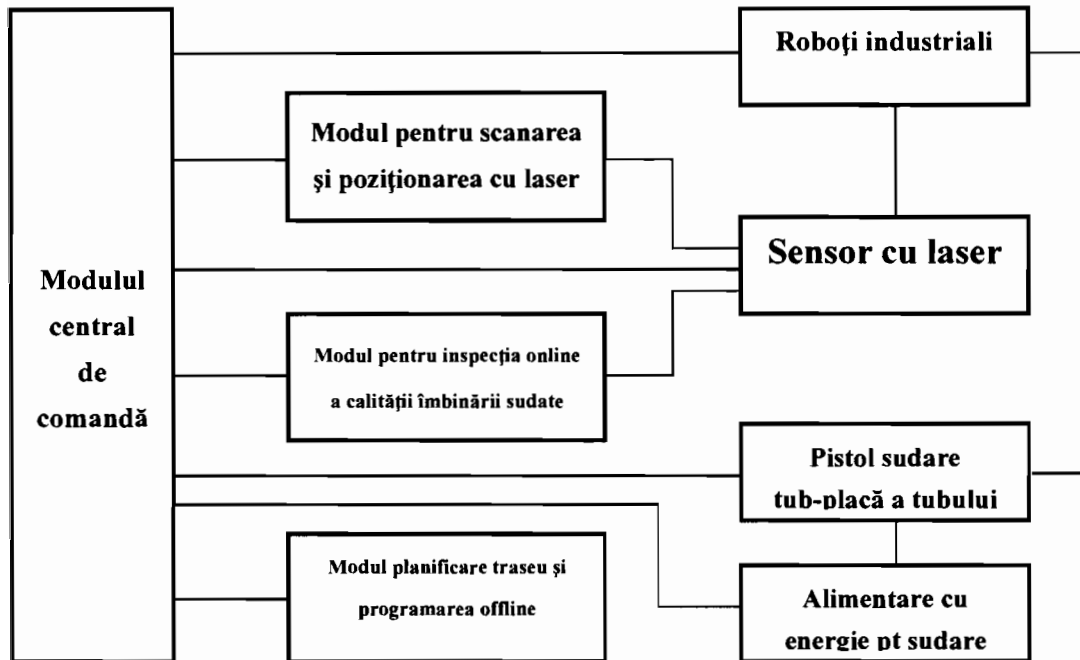 Modulul
central
de
comandă
Roboţi industriali
Modul pentru scanarea
şi poziţionarea cu laser
Sensor cu laser
Modul pentru inspecţia online
a calităţii îmbinării sudate
Pistol sudare
tub-placă a tubului
Modul planificare traseu şi
programarea offline
Alimentare cu
energie pt sudare